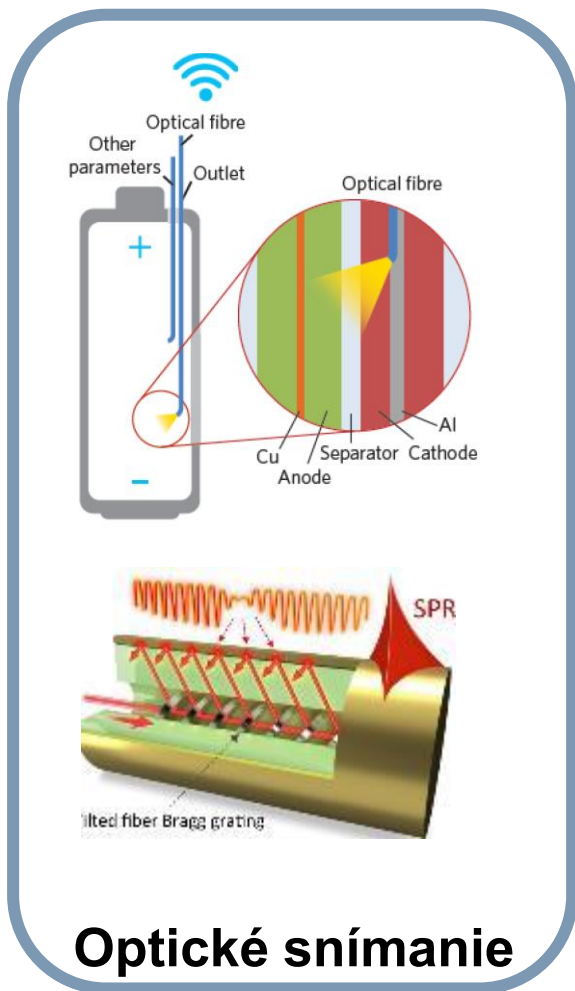 Optical fibre
Other
parameters
Outlet
Optical fibre
+
−
Al
Cu
Separator
Cathode
Anode
SPR
ilted fiber Bragg grating
Optické snímanie